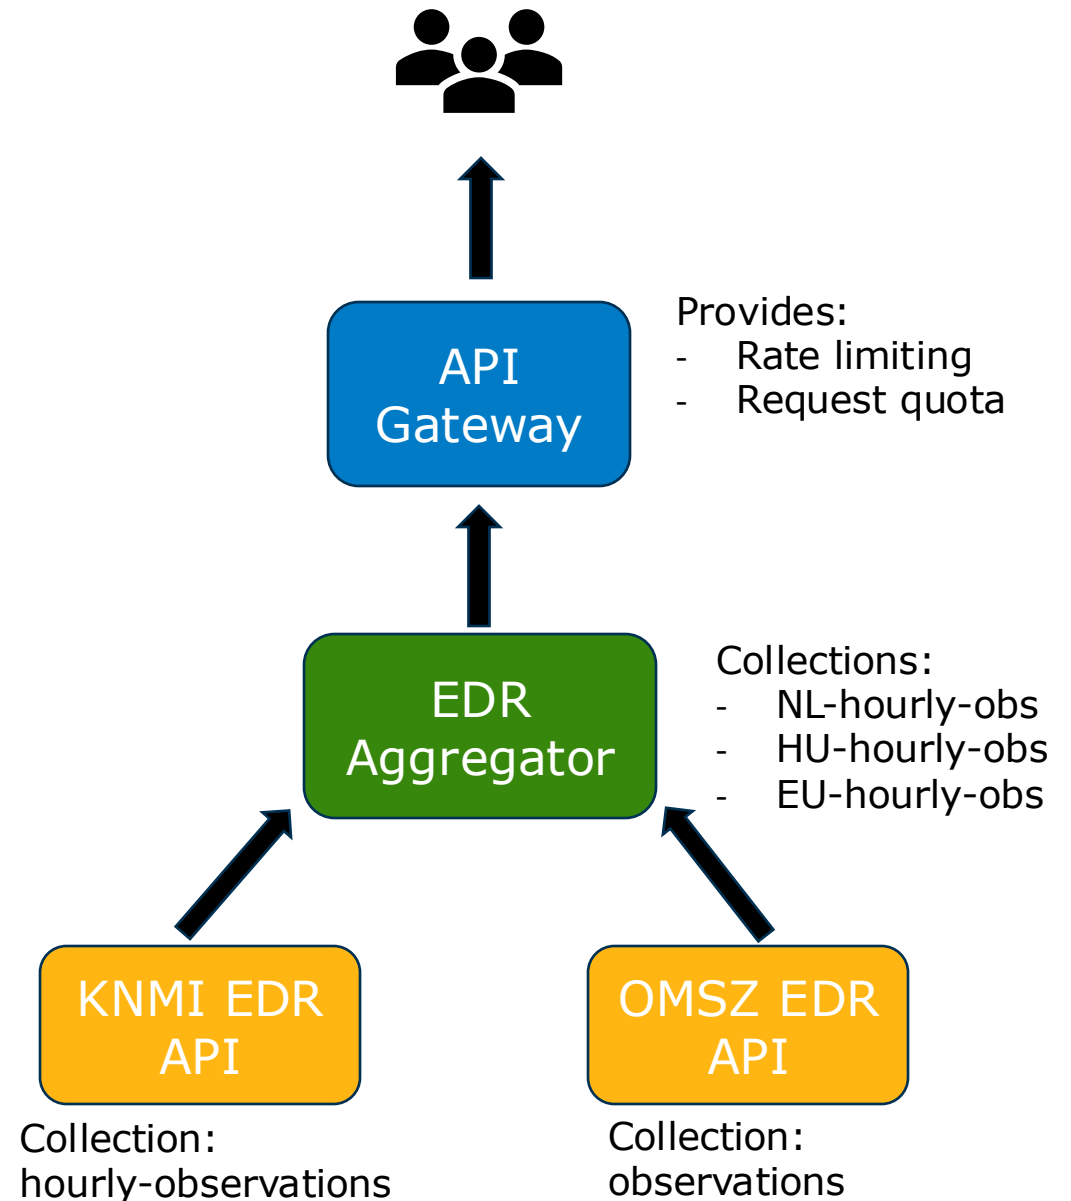 API
Gateway
Provides:
- Rate limiting
- Request quota
EDR
Aggregator
Collections:
- NL-hourly-obs
- HU-hourly-obs
- EU-hourly-obs
KNMI EDR
API
Collection:
hourly-observations
OMSZ EDR
API
Collection:
observations